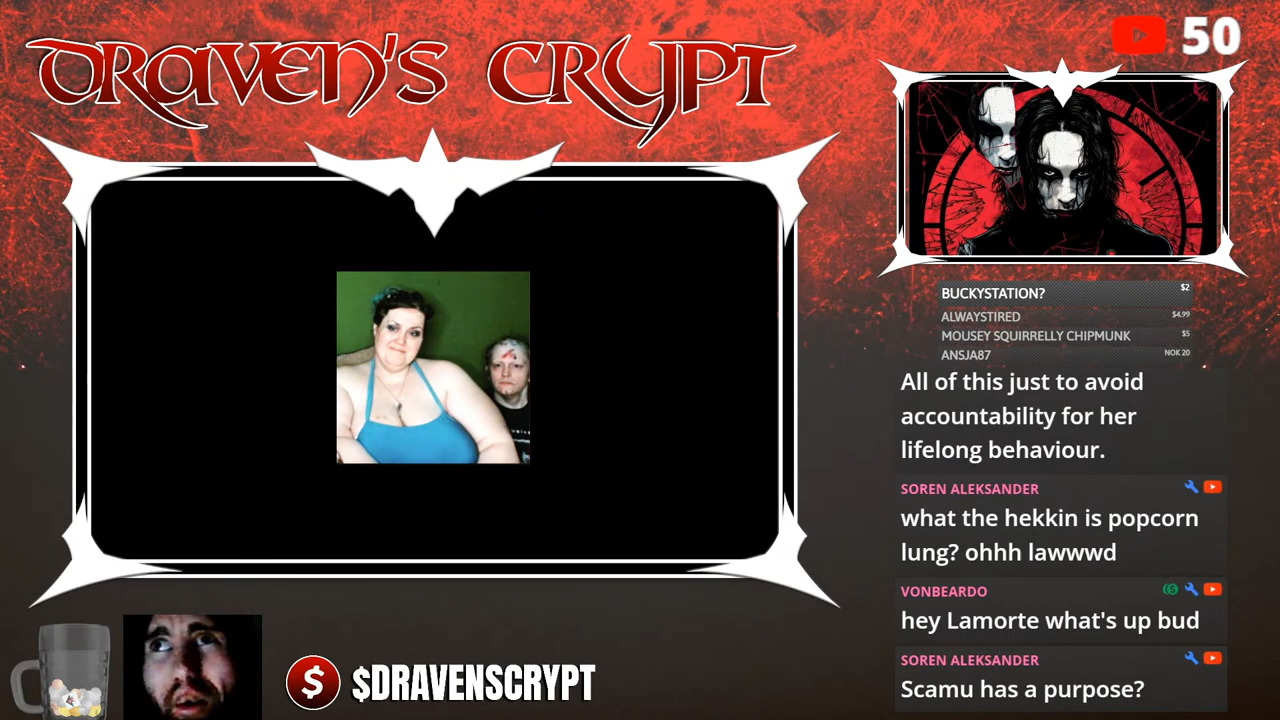 DRAVEN'S CRYPT
50
BUCKYSTATION? $2
ALWAYSTIRED $4.99
MOUSEY SQUIRRELLY CHIPMUNK $5
ANSJA87 NOK 20
All of this just to avoid
accountability for her
lifelong behaviour.
SOREN ALEKSANDER
what the hekkin is popcorn
lung? ohhh lawwwd
VONBEARDO
hey Lamorte what's up bud
SOREN ALEKSANDER
Scamu has a purpose?
$ $DRAVENSCRYPT